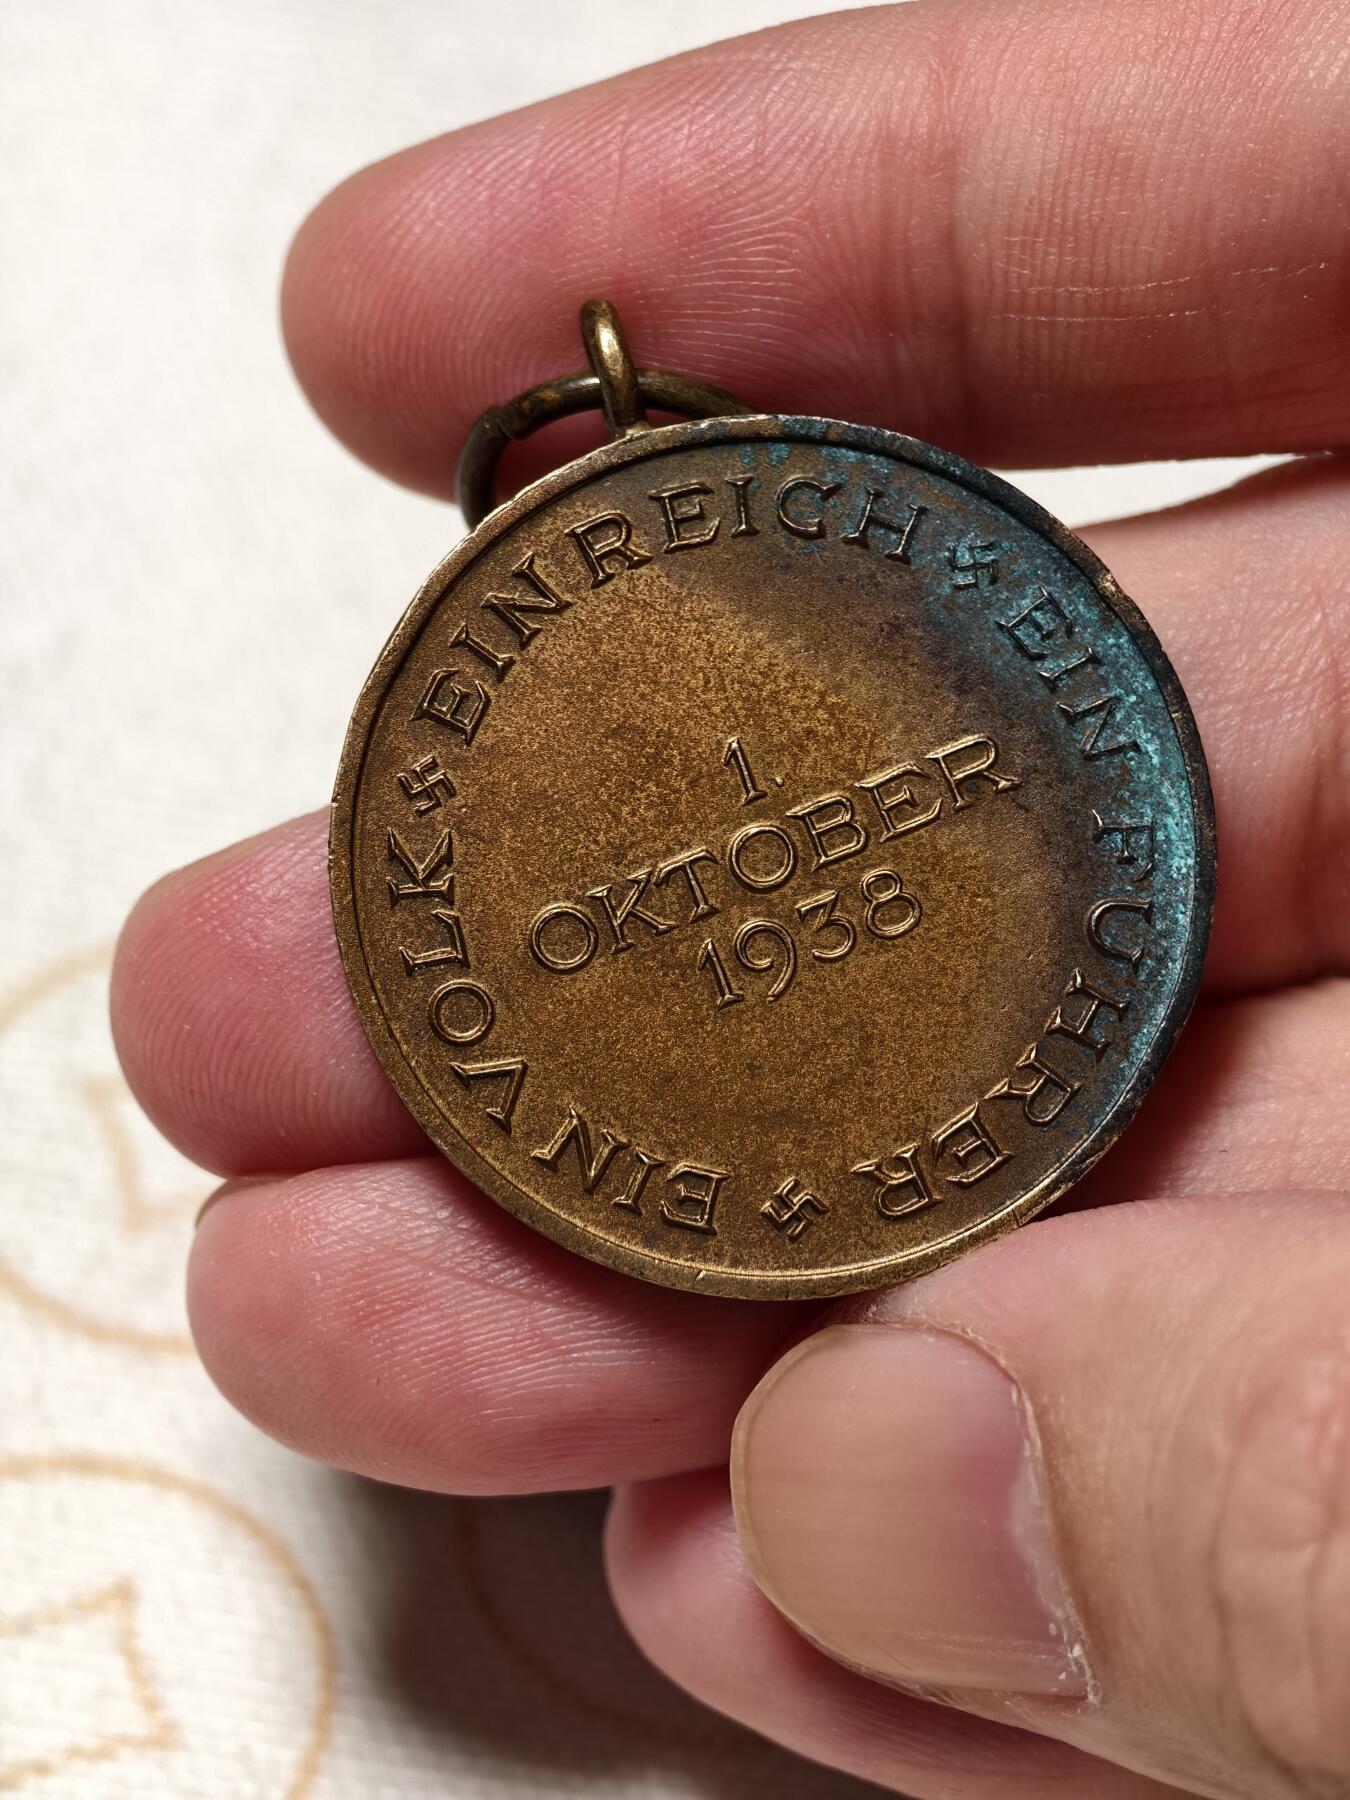 EIN VOLK 卐 EIN REICH 卐 EIN FUHRER 卐
1.
OKTOBER
1938